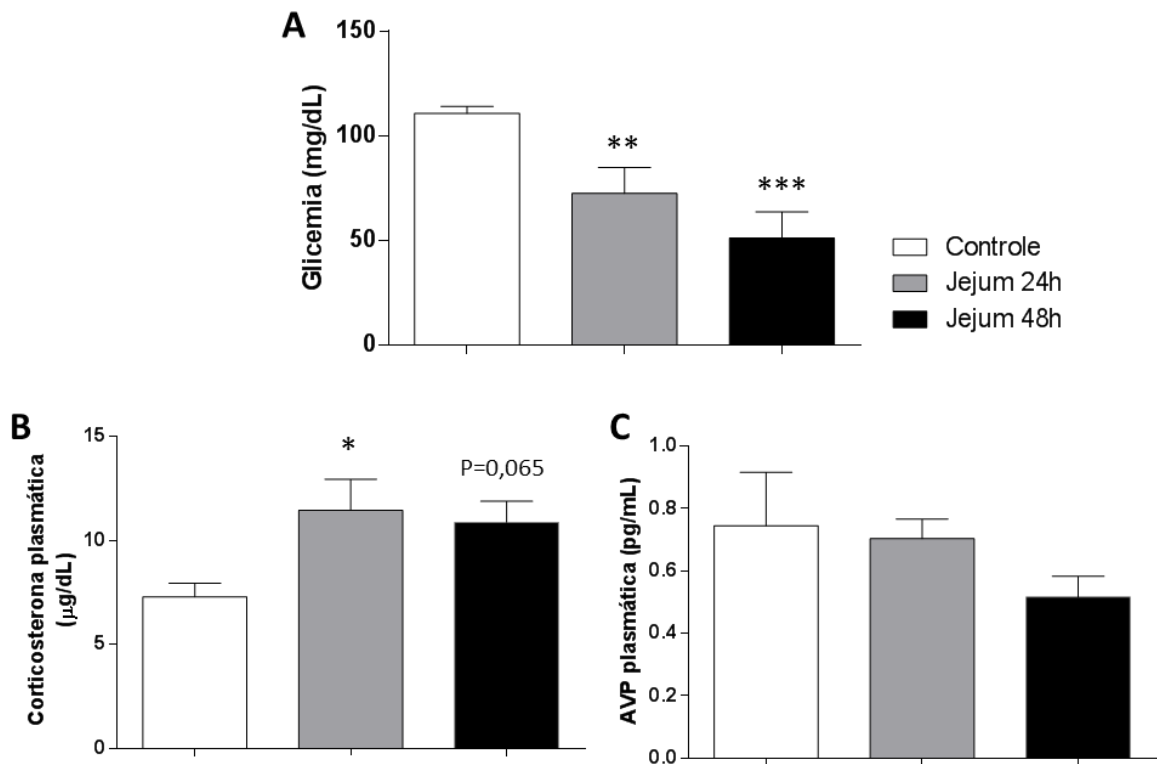 A
Glicemia (mg/dL)
150
100
50
0
**
***
Controle
Jejum 24h
Jejum 48h
B
Corticosterona plasmática
(μg/dL)
15
10
5
0
*
P=0,065
C
AVP plasmática (pg/mL)
1.0
0.8
0.6
0.4
0.2
0.0